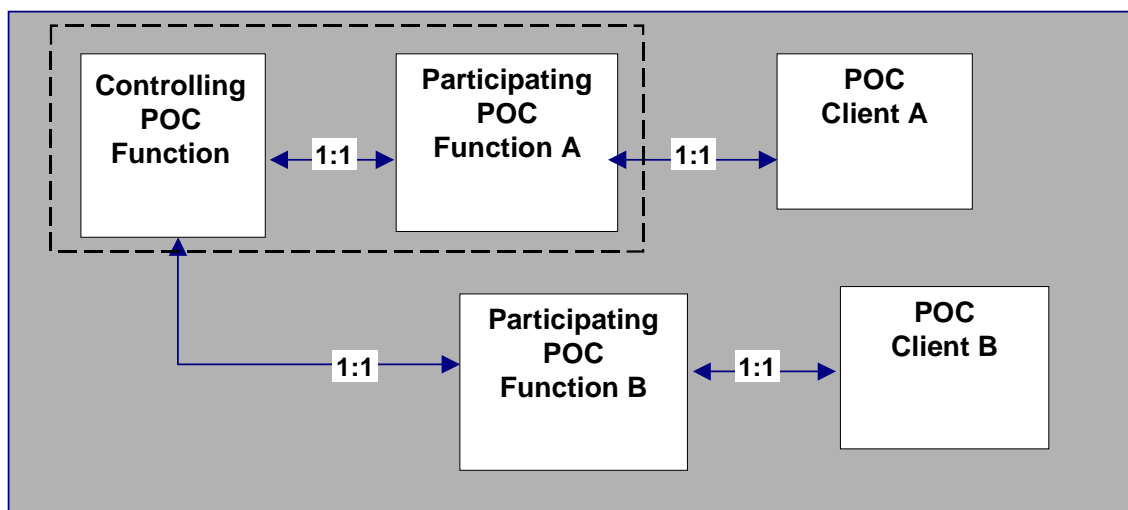 Controlling
POC
Function
1:1
Participating
POC
Function A
1:1
POC
Client A
1:1
Participating
POC
Function B
1:1
POC
Client B